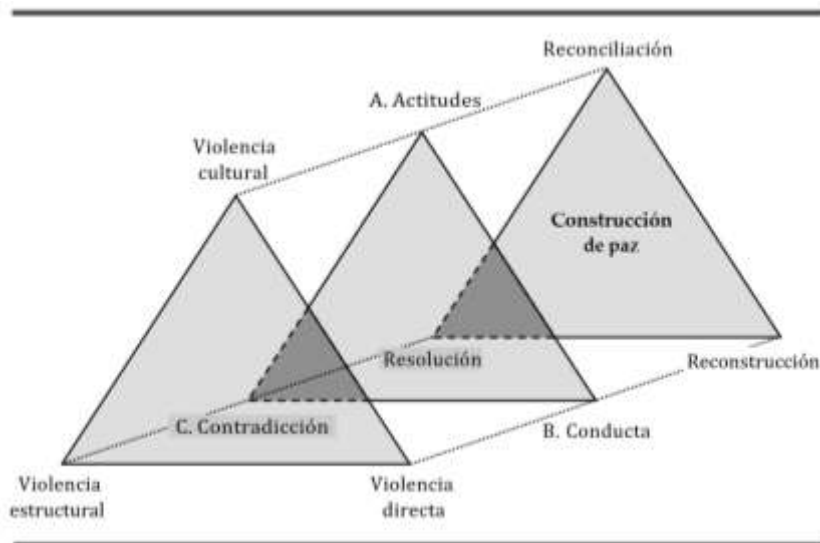 Reconciliación
A. Actitudes
Violencia
cultural
Construcción
de paz
Resolución
Reconstrucción
C. Contradicción
B. Conducta
Violencia
estructural
Violencia
directa